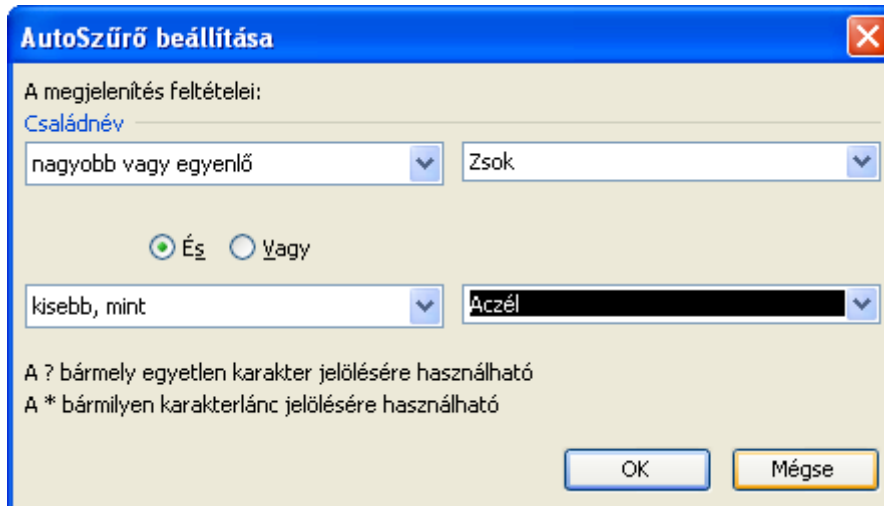 AutoSzűrő beállítása
A megjelenítés feltételei:
Családnév
nagyobb vagy egyenlő Zsok
És Vagy
kisebb, mint Aczél
A ? bármely egyetlen karakter jelölésére használható
A * bármilyen karakterlánc jelölésére használható
OK Mégse